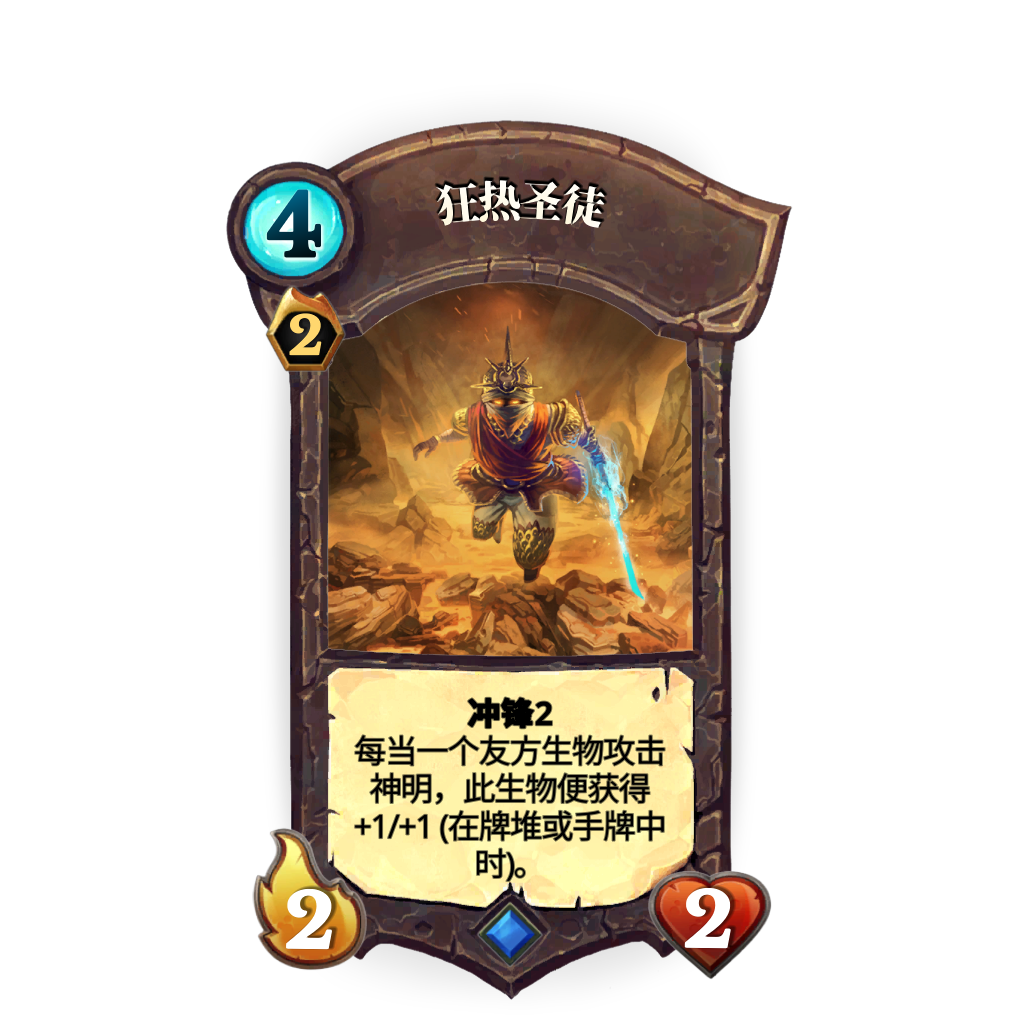 狂热圣徒
4
2
冲锋2
每当一个友方生物攻击
神明，此生物便获得
+1/+1 (在牌堆或手牌中
时)。
2
2